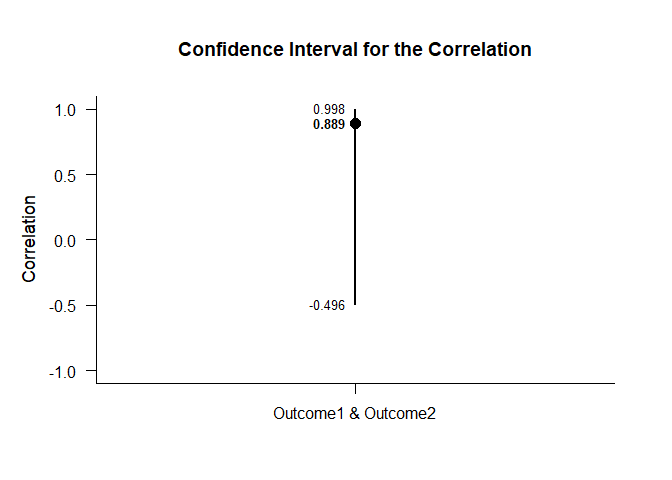 Confidence Interval for the Correlation
Correlation
1.0
0.5
0.0
-0.5
-1.0
0.998
0.889
-0.496
Outcome1 & Outcome2